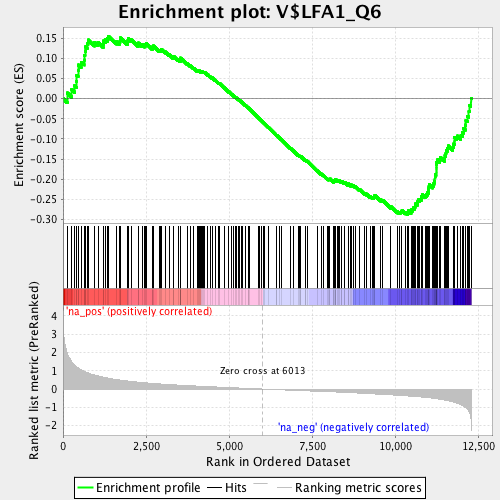 Enrichment plot: V$LFA1_Q6
Enrichment score (ES)
0.15
0.10
0.05
0.00
-0.05
-0.10
-0.15
-0.20
-0.25
-0.30
'na_pos' (positively correlated)
Ranked list metric (PreRanked)
4
3
2
1
0
-1
-2
Zero cross at 6013
'na_neg' (negatively correlated)
0
2,500
5,000
7,500
10,000
12,500
Rank in Ordered Dataset
Enrichment profile
Hits
Ranking metric scores